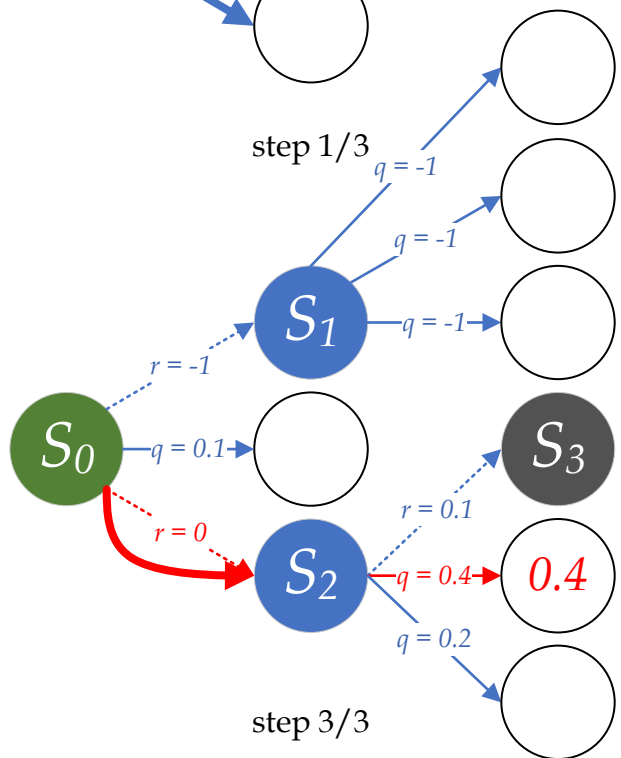 step 1/3
q = -1
q = -1
S1
q = -1
r = -1
S0
q = 0.1
S3
r = 0.1
r = 0
S2
q = 0.4
0.4
q = 0.2
step 3/3